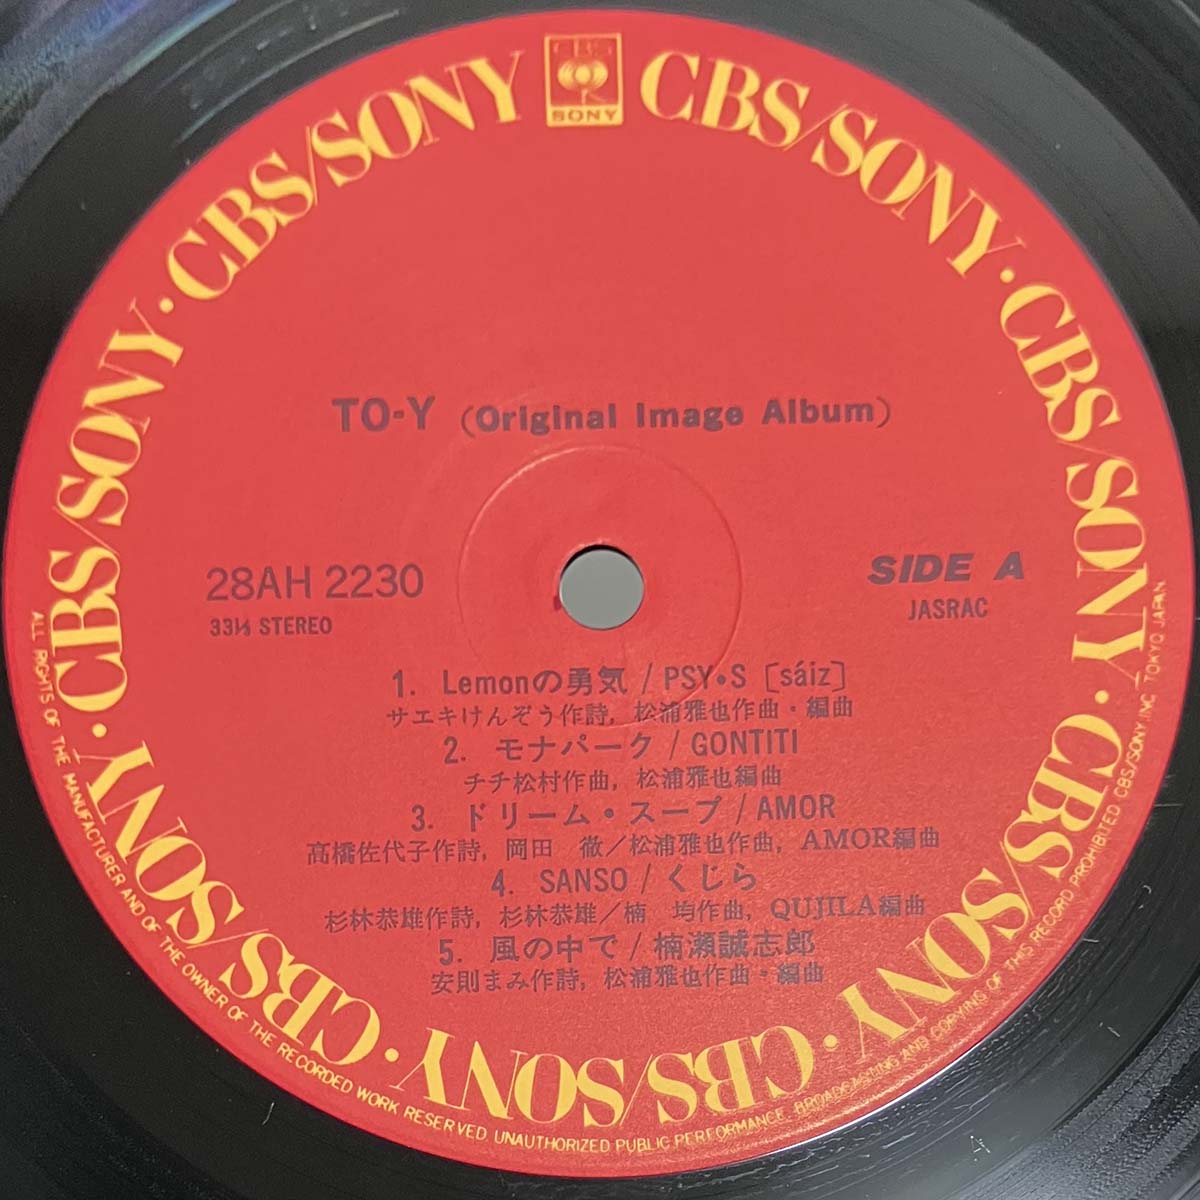 CBS
SONY
CBS/SONY · CBS/SONY · CBS/SONY · CBS/SONY · CBS/SONY · CBS/SONY · CBS/SONY · CBS/SONY
TO-Y (Original Image Album)
28AH 2230
33⅓ STEREO
SIDE A
JASRAC
1. Lemonの勇気 / PSY・S [sáiz]
サエキけんぞう作詩, 松浦雅也作曲・編曲
2. モナパーク / GONTITI
チチ松村作曲, 松浦雅也編曲
3. ドリーム・スープ / AMOR
高橋佐代子作詩, 岡田 徹／松浦雅也作曲, AMOR編曲
4. SANSO / くじら
杉林恭雄作詩, 杉林恭雄／楠 均作曲, QUJILA編曲
5. 風の中で / 楠瀬誠志郎
安則まみ作詩, 松浦雅也作曲・編曲
ALL RIGHTS OF THE MANUFACTURER AND OF THE OWNER OF THE RECORDED WORK RESERVED. UNAUTHORIZED PUBLIC PERFORMANCE, BROADCASTING AND COPYING OF THIS RECORD PROHIBITED CBS/SONY INC. TOKYO JAPAN